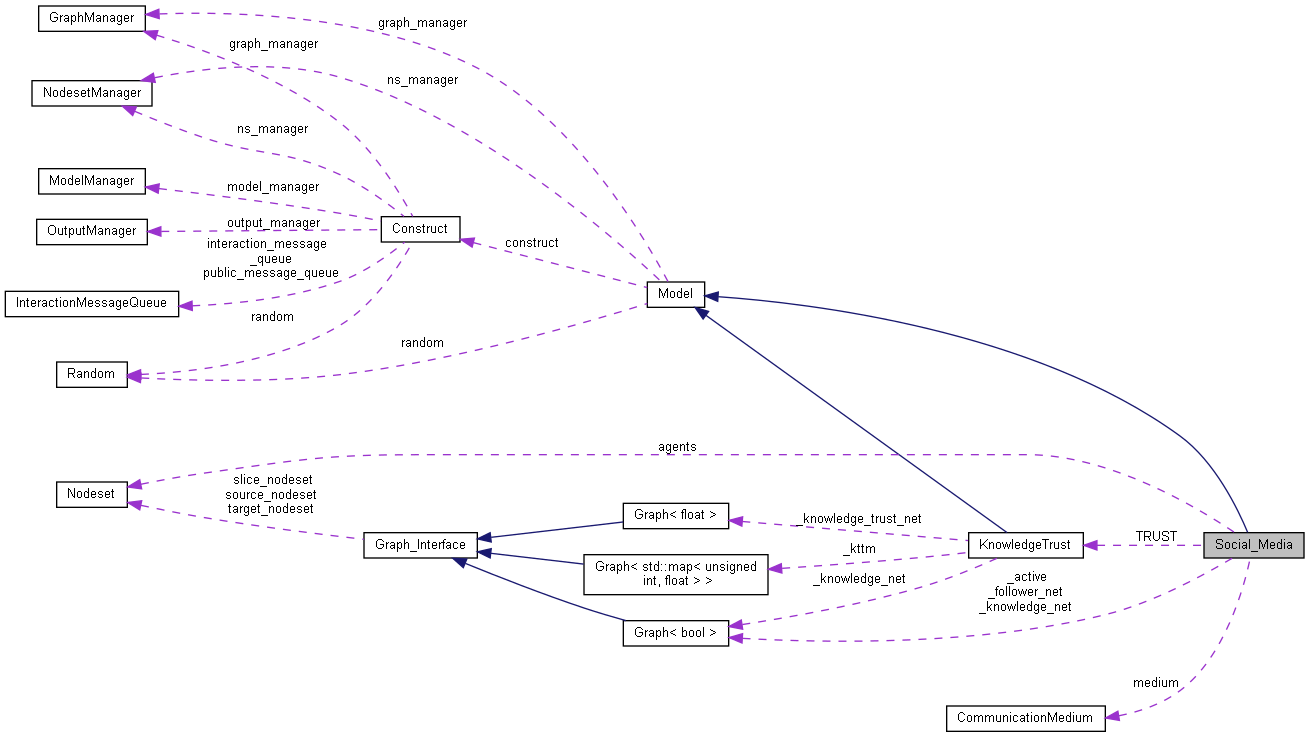 GraphManager
graph_manager
graph_manager
ns_manager
NodesetManager
ns_manager
ModelManager
model_manager
output_manager
OutputManager
Construct
interaction_message
_queue
public_message_queue
construct
InteractionMessageQueue
Model
random
random
Random
agents
Nodeset
slice_nodeset
source_nodeset
target_nodeset
Graph< float >
_knowledge_trust_net
Graph_Interface
KnowledgeTrust
TRUST
Social_Media
_kttm
Graph< std::map< unsigned
int, float > >
_knowledge_net
_active
_follower_net
_knowledge_net
Graph< bool >
medium
CommunicationMedium